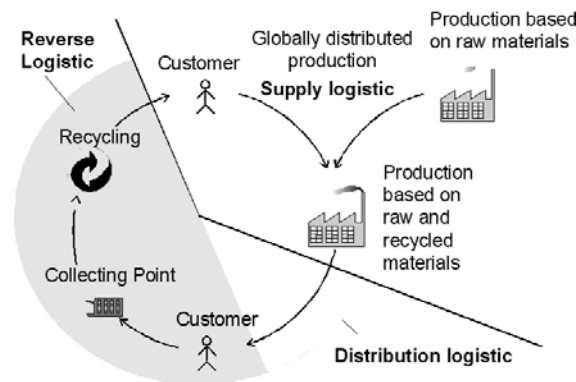 Reverse
Logistic
Customer
Globally distributed
production
Supply logistic
Production based
on raw materials
Recycling
Production
based on
raw and
recycled
materials
Collecting Point
Customer
Distribution logistic